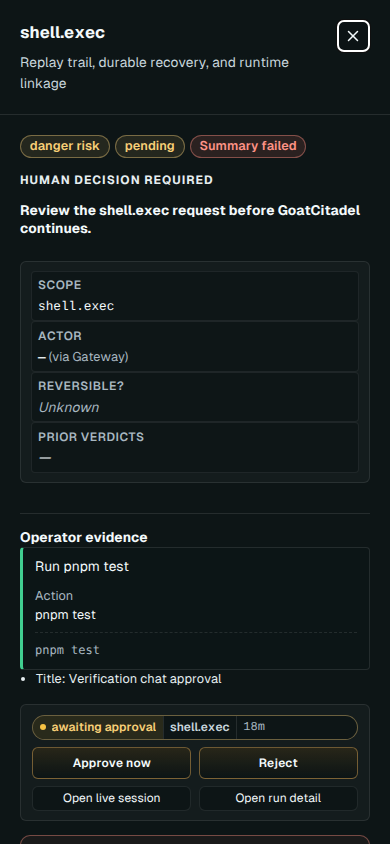 shell.exec
Replay trail, durable recovery, and runtime
linkage
danger risk pending Summary failed
HUMAN DECISION REQUIRED
Review the shell.exec request before GoatCitadel
continues.
SCOPE
shell.exec
ACTOR
— (via Gateway)
REVERSIBLE?
Unknown
PRIOR VERDICTS
—
Operator evidence
Run pnpm test
Action
pnpm test
pnpm test
• Title: Verification chat approval
awaiting approval shell.exec 18m
Approve now Reject
Open live session Open run detail